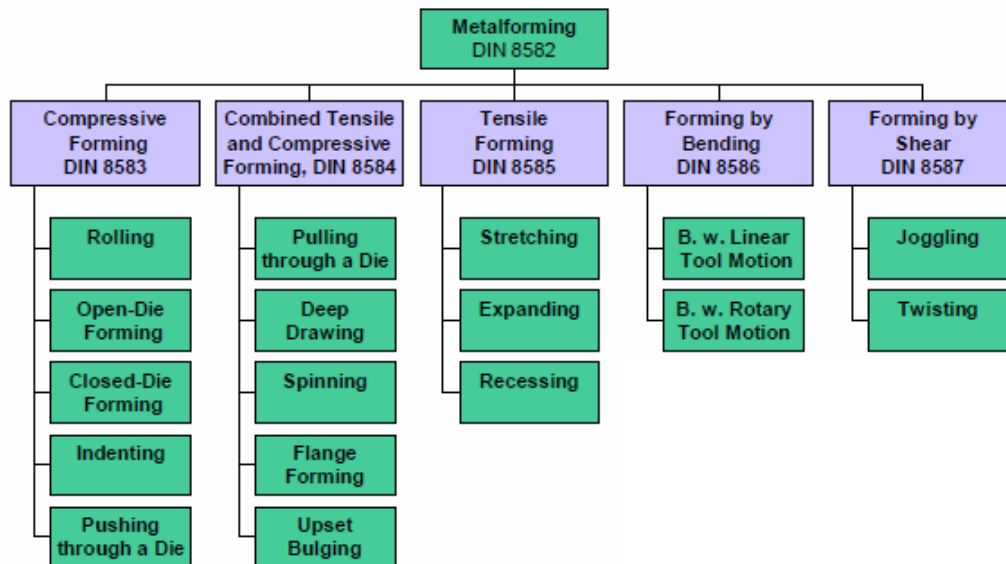 Metalforming
DIN 8582
Compressive
Forming
DIN 8583
Combined Tensile
and Compressive
Forming, DIN 8584
Tensile
Forming
DIN 8585
Forming by
Bending
DIN 8586
Forming by
Shear
DIN 8587
Rolling
Open-Die
Forming
Closed-Die
Forming
Indenting
Pushing
through a Die
Pulling
through a Die
Deep
Drawing
Spinning
Flange
Forming
Upset
Bulging
Stretching
Expanding
Recessing
B. w. Linear
Tool Motion
B. w. Rotary
Tool Motion
Joggling
Twisting